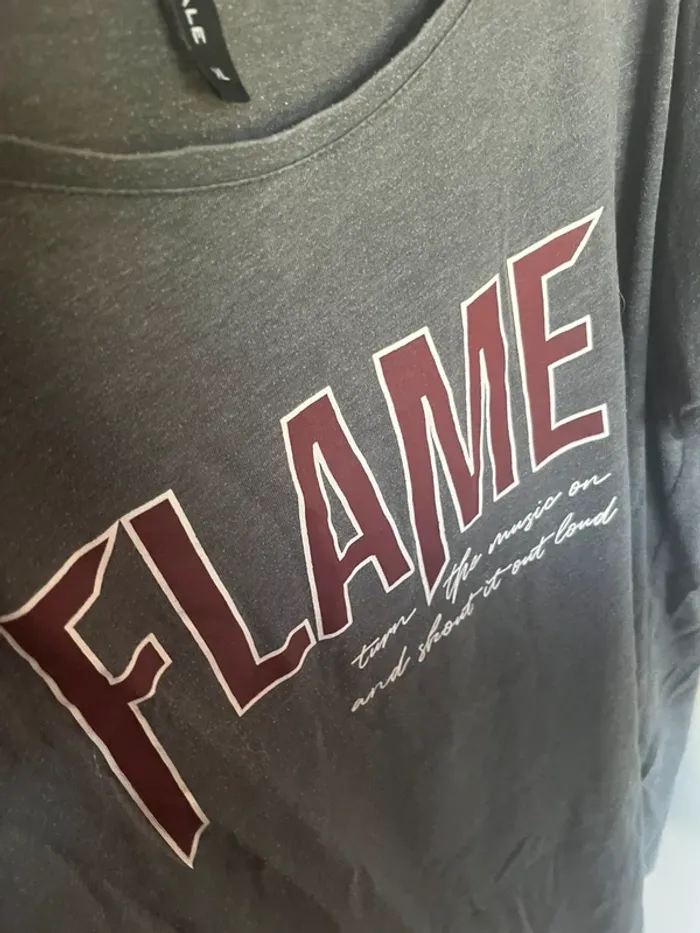 FLAME
turn the music on
and shout it out loud